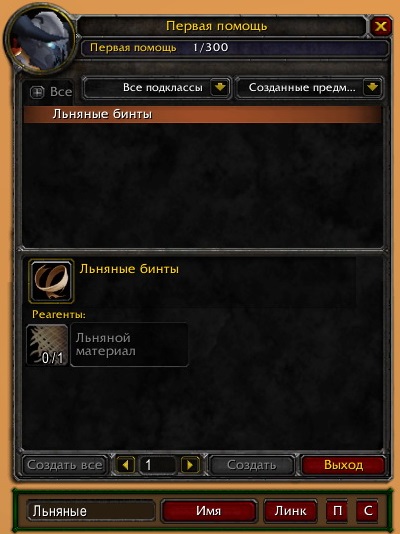 Первая помощь
Первая помощь 1/300
Все Все подклассы Созданные предм...
Льняные бинты
Льняные бинты
Реагенты:
0/1
Льняной
материал
Создать все 1 Создать Выход
Льняные Имя Линк П С